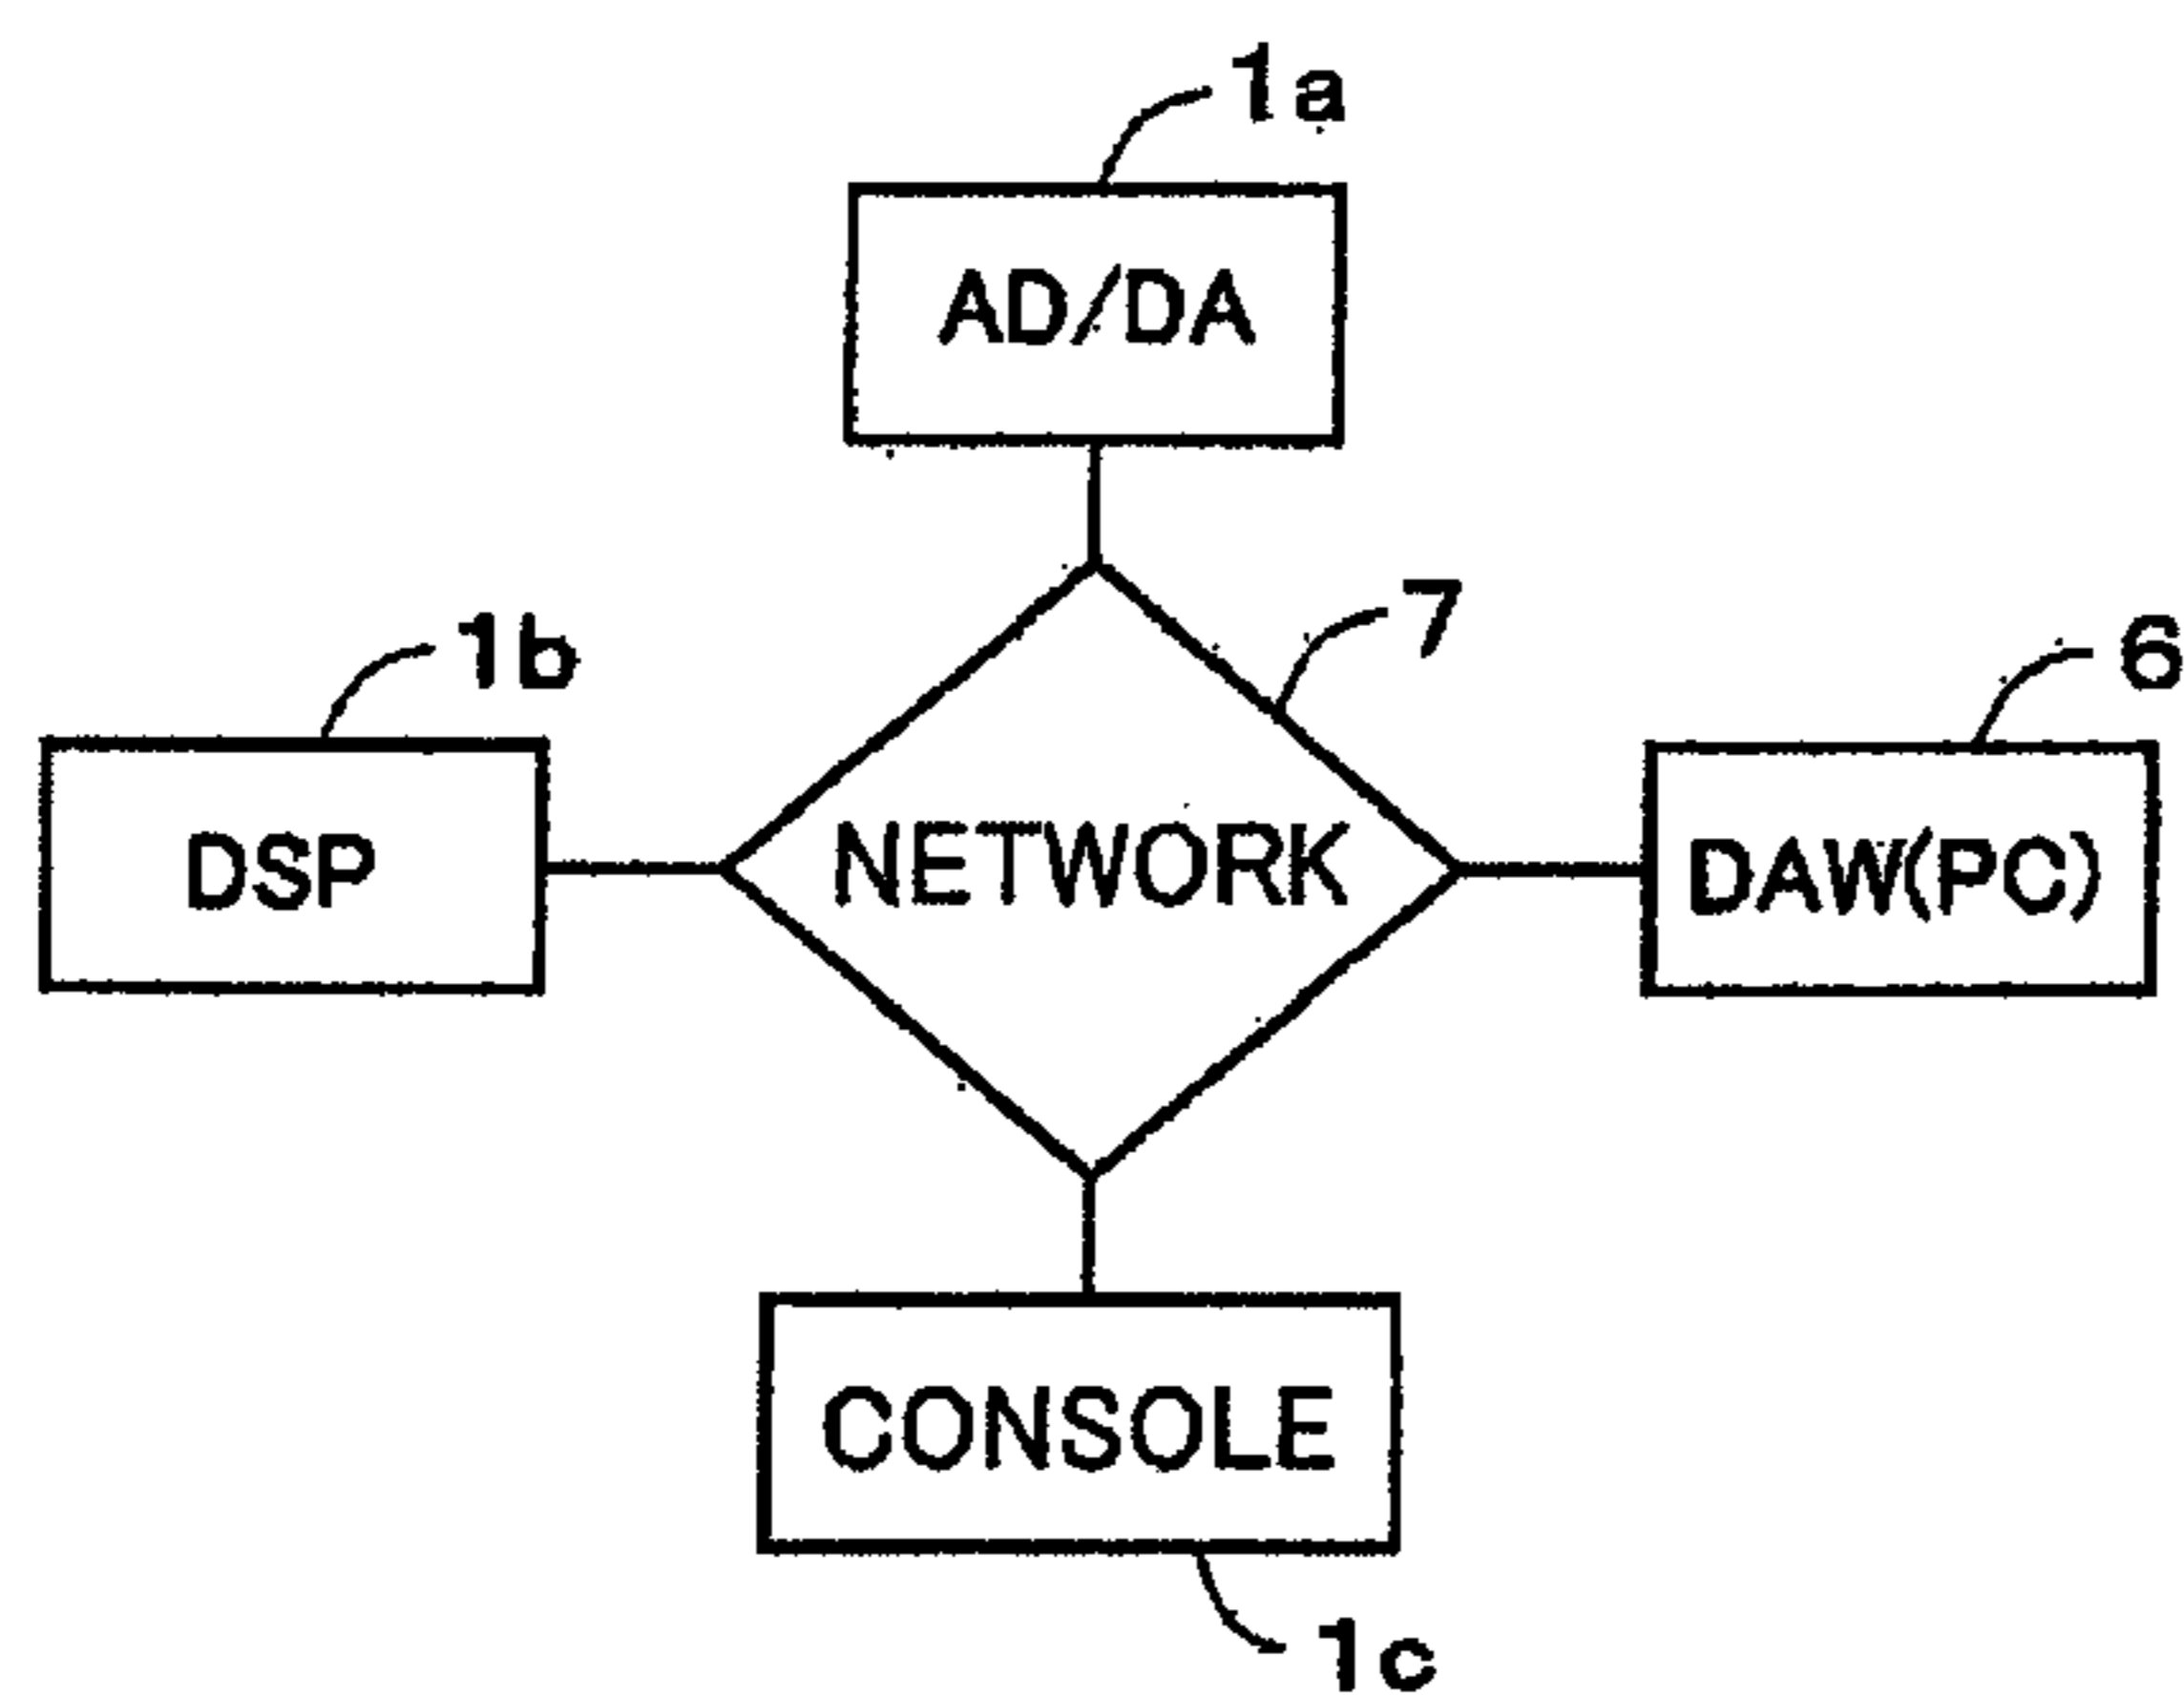 1a
AD/DA
7
1b
6
DSP
NETWORK
DAW(PC)
CONSOLE
1c